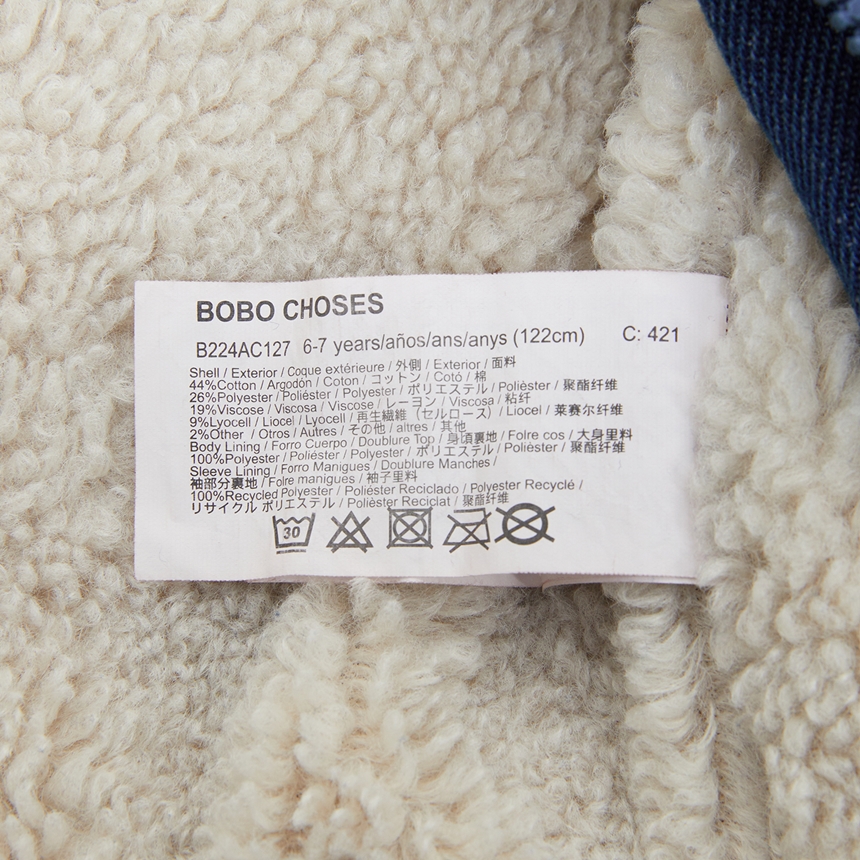 BOBO CHOSES
B224AC127 6-7 years/años/ans/anys (122cm) C: 421
Shell / Exterior / Coque extérieure / 外側 / Exterior / 面料
44%Cotton / Argodón / Coton / コットン / Cotó / 棉
26%Polyester / Poliéster / Polyester / ポリエステル / Polièster / 聚酯纤维
19%Viscose / Viscosa / Viscose / レーヨン / Viscosa / 粘纤
9%Lyocell / Liocel / Lyocell / 再生繊維（セルロース）/ Liocel / 莱赛尔纤维
2%Other / Otros / Autres / その他 / altres / 其他
Body Lining / Forro Cuerpo / Doublure Top / 身頃裏地 / Folre cos / 大身里料
100%Polyester / Poliéster / Polyester / ポリエステル / Polièster / 聚酯纤维
Sleeve Lining / Forro Manigues / Doublure Manches /
袖部分裏地 / Folre manigues / 袖子里料
100%Recycled Polyester / Poliéster Reciclado / Polyester Recyclé /
リサイクル ポリエステル / Polièster Reciclat / 聚酯纤维
30